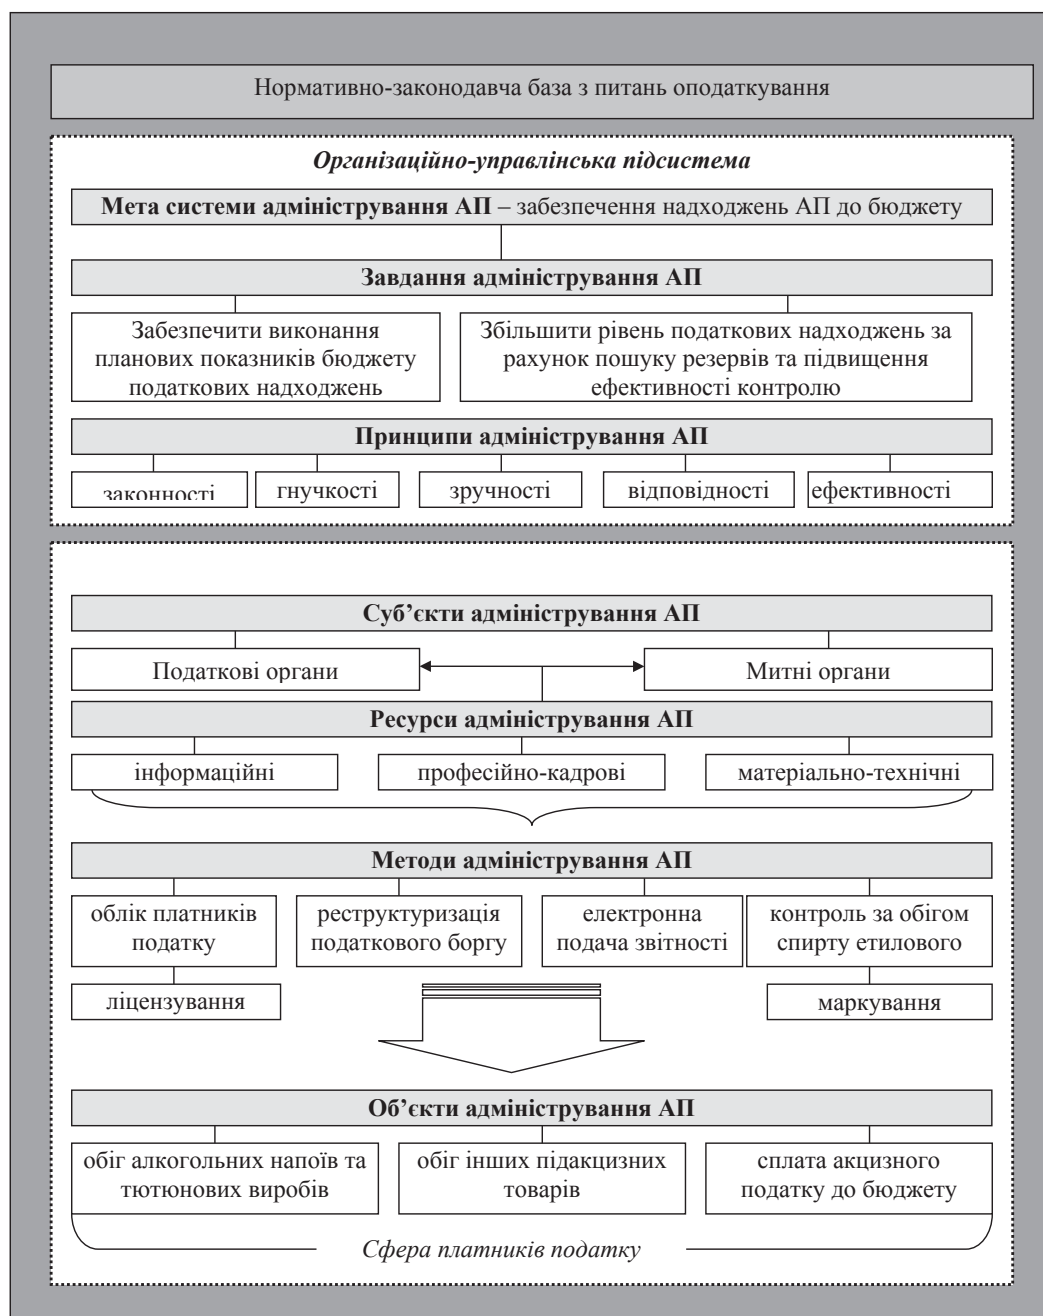 Нормативно-законодавча база з питань оподаткування
Організаційно-управлінська підсистема
Мета системи адміністрування АП – забезпечення надходжень АП до бюджету
Завдання адміністрування АП
Забезпечити виконання
планових показників бюджету
податкових надходжень
Збільшити рівень податкових надходжень за
рахунок пошуку резервів та підвищення
ефективності контролю
Принципи адміністрування АП
законності
гнучкості
зручності
відповідності
ефективності
Суб’єкти адміністрування АП
Податкові органи
Митні органи
Ресурси адміністрування АП
інформаційні
професійно-кадрові
матеріально-технічні
Методи адміністрування АП
облік платників
податку
реструктуризація
податкового боргу
електронна
подача звітності
контроль за обігом
спирту етилового
ліцензування
маркування
Об’єкти адміністрування АП
обіг алкогольних напоїв та
тютюнових виробів
обіг інших підакцизних
товарів
сплата акцизного
податку до бюджету
Сфера платників податку